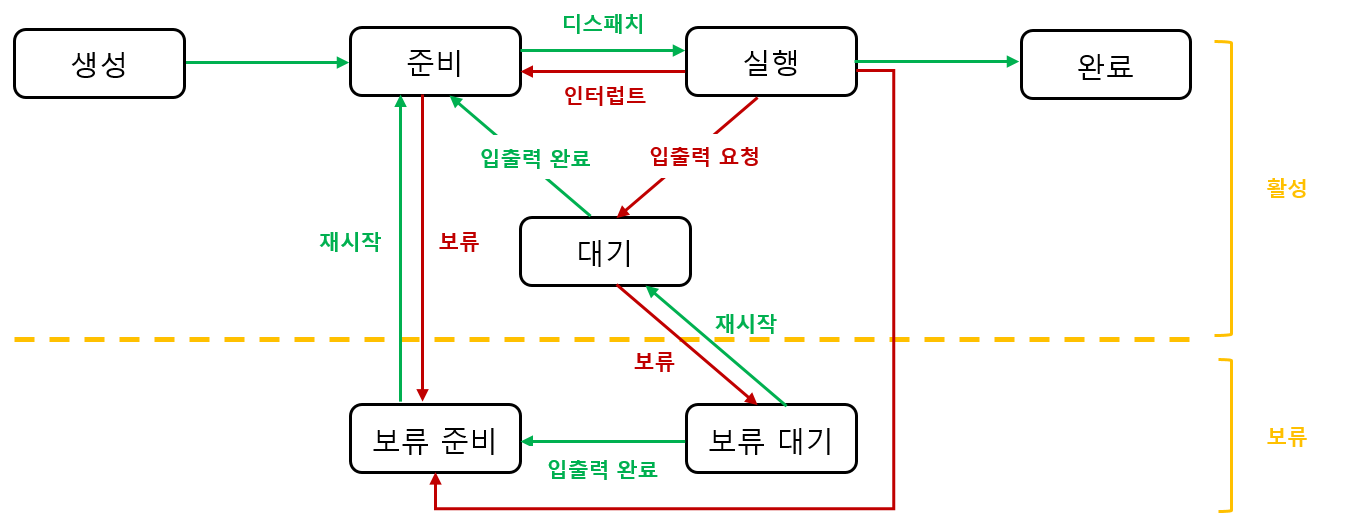 생성
준비
디스패치
인터럽트
실행
완료
입출력 완료
입출력 요청
활성
재시작
보류
대기
재시작
보류
보류 준비
입출력 완료
보류 대기
보류